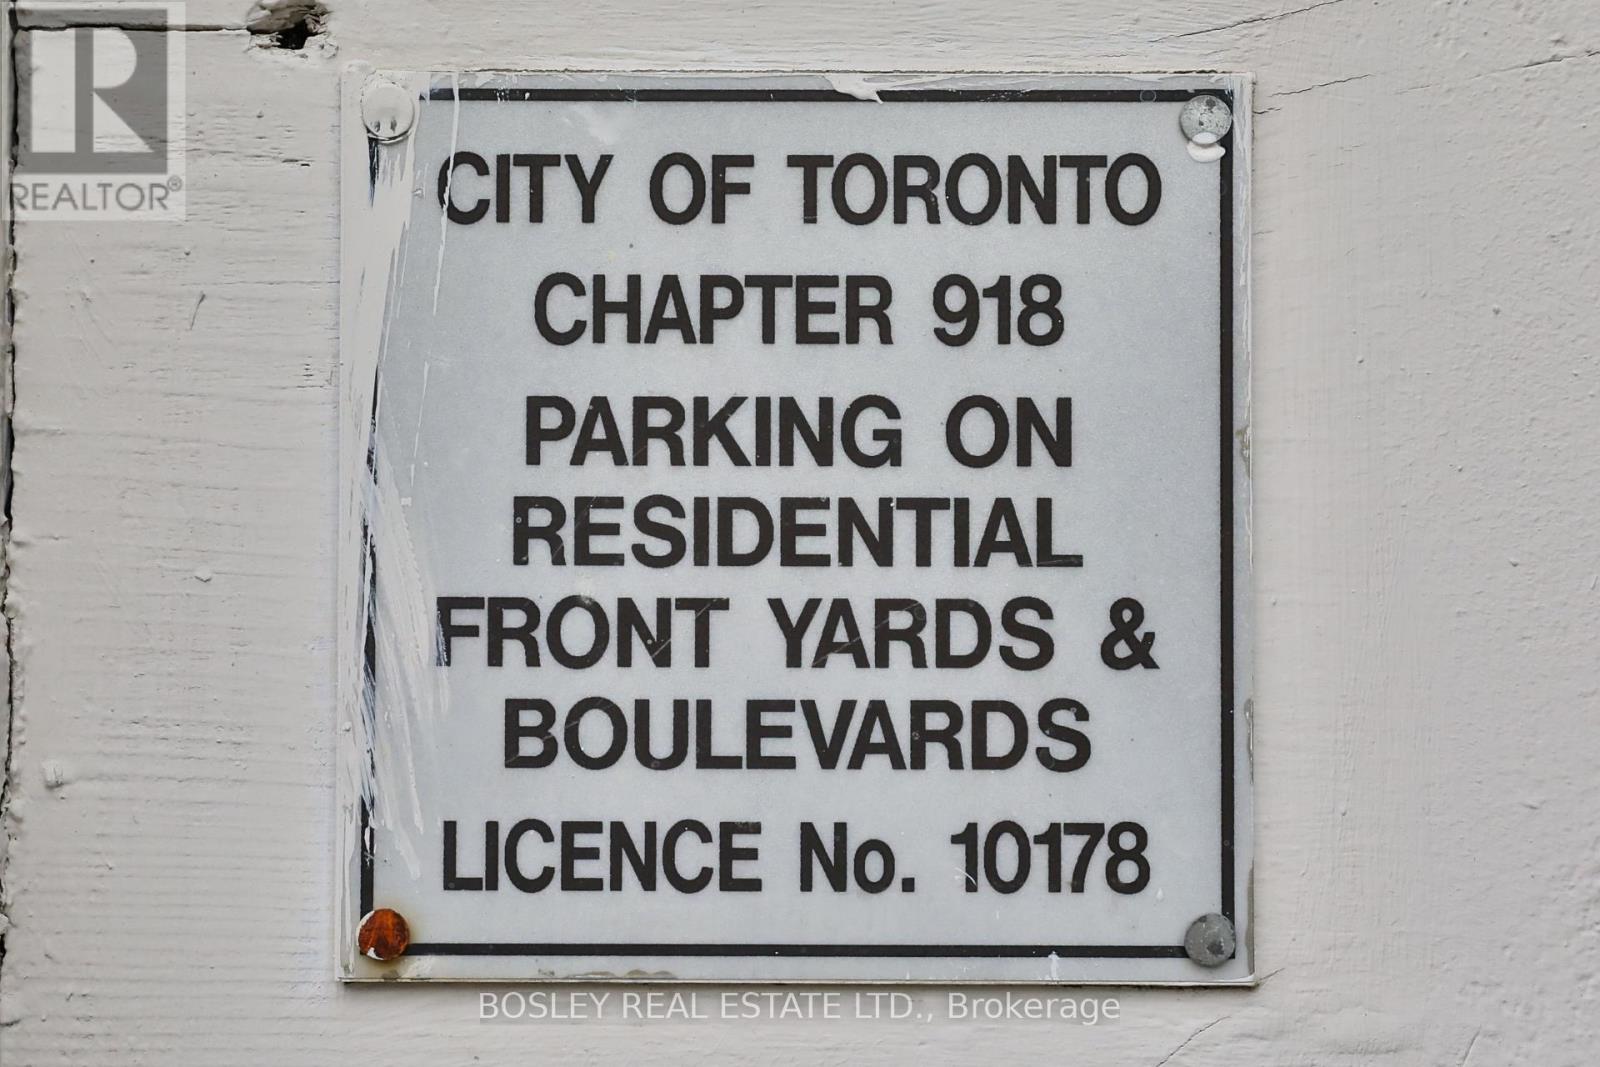 R
REALTOR®
CITY OF TORONTO
CHAPTER 918
PARKING ON
RESIDENTIAL
FRONT YARDS &
BOULEVARDS
LICENCE No. 10178
BOSLEY REAL ESTATE LTD., Brokerage